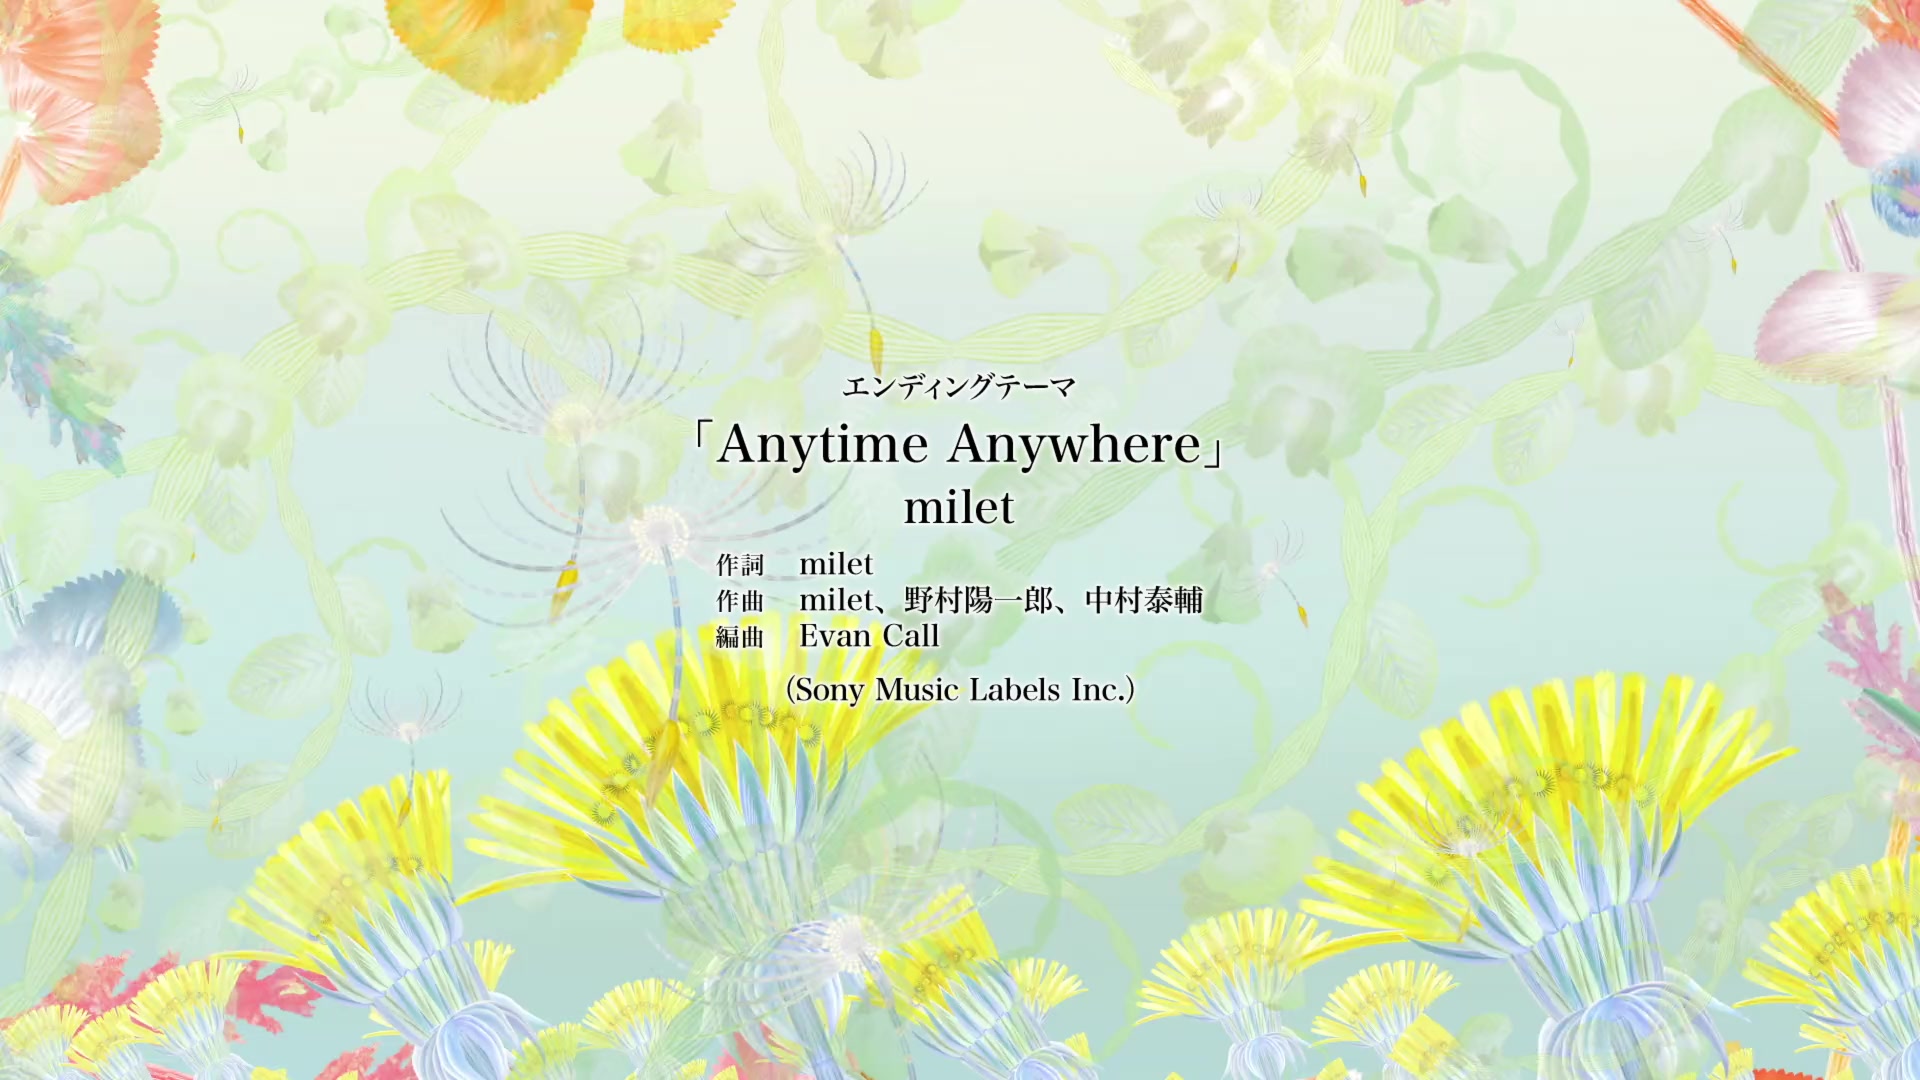 エンディングテーマ
「Anytime Anywhere」
milet
作詞 milet
作曲 milet、野村陽一郎、中村泰輔
編曲 Evan Call
(Sony Music Labels Inc.)